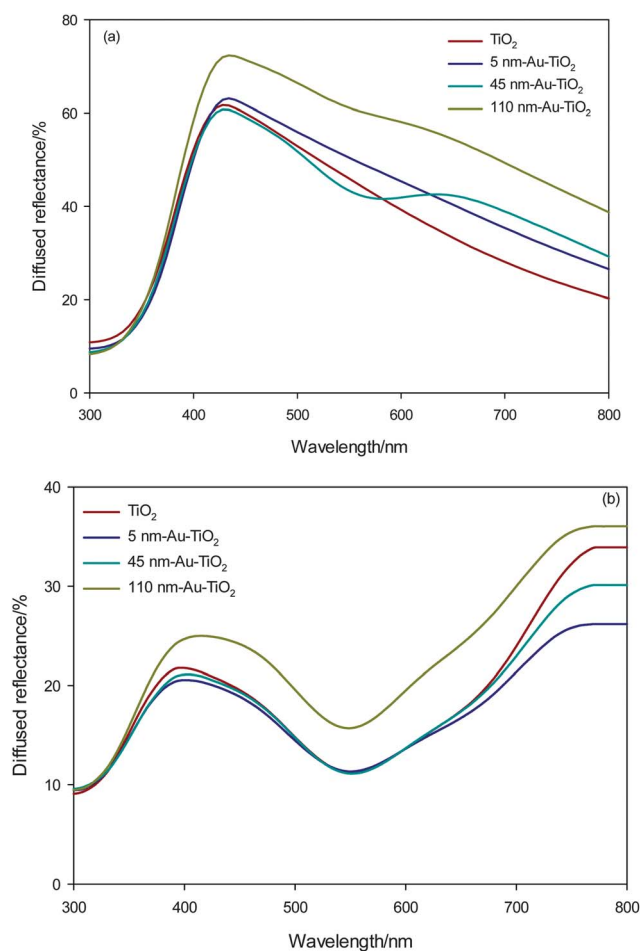 (a)
TiO₂
5 nm-Au-TiO₂
45 nm-Au-TiO₂
110 nm-Au-TiO₂
80
60
40
20
0
Diffused reflectance/%
300 400 500 600 700 800
Wavelength/nm
(b)
TiO₂
5 nm-Au-TiO₂
45 nm-Au-TiO₂
110 nm-Au-TiO₂
40
30
20
10
0
Diffused reflectance/%
300 400 500 600 700 800
Wavelength/nm